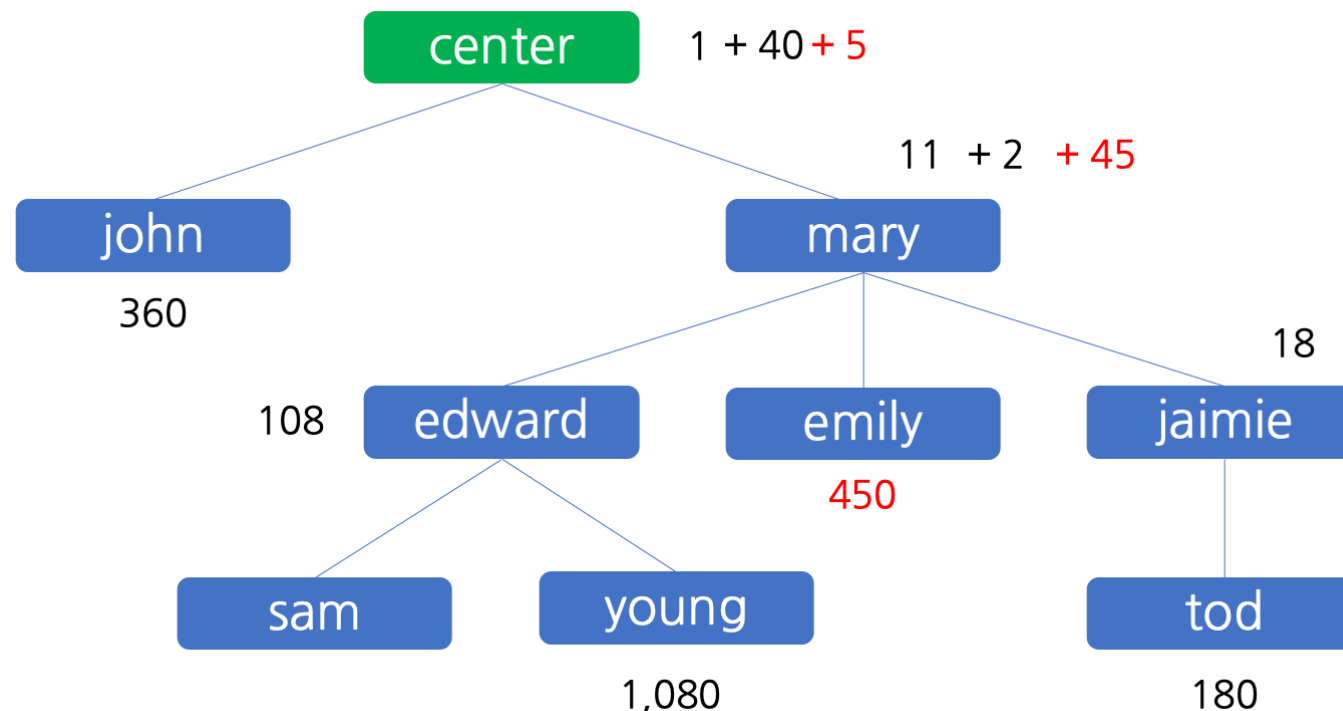 center
1 + 40 + 5
11 + 2 + 45
john
mary
360
18
108
edward
emily
jaimie
450
sam
young
tod
1,080
180